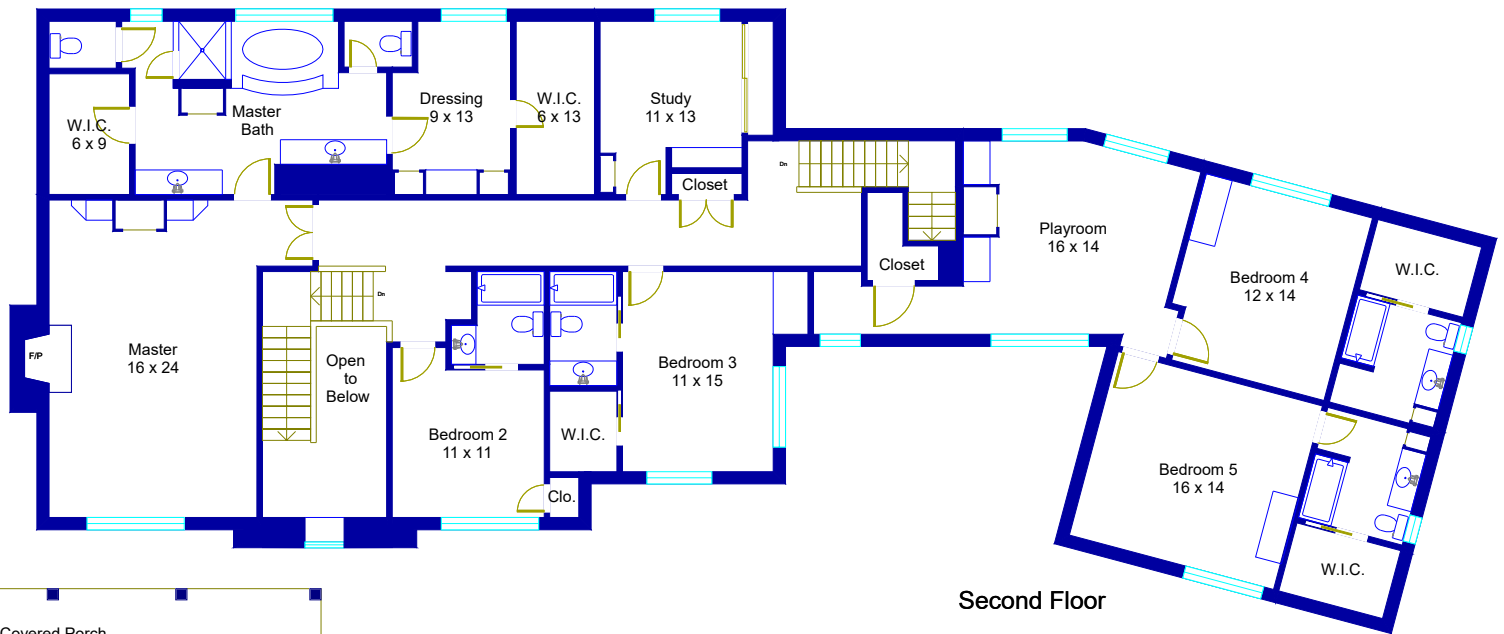 W.I.C.
6 x 9
Master
Bath
Dressing
9 x 13
W.I.C.
6 x 13
Study
11 x 13
Closet
Dn
Closet
Playroom
16 x 14
Bedroom 4
12 x 14
W.I.C.
F/P
Master
16 x 24
Dn
Open
to
Below
Bedroom 2
11 x 11
W.I.C.
Clo.
Bedroom 3
11 x 15
Bedroom 5
16 x 14
W.I.C.
Second Floor
Covered Porch